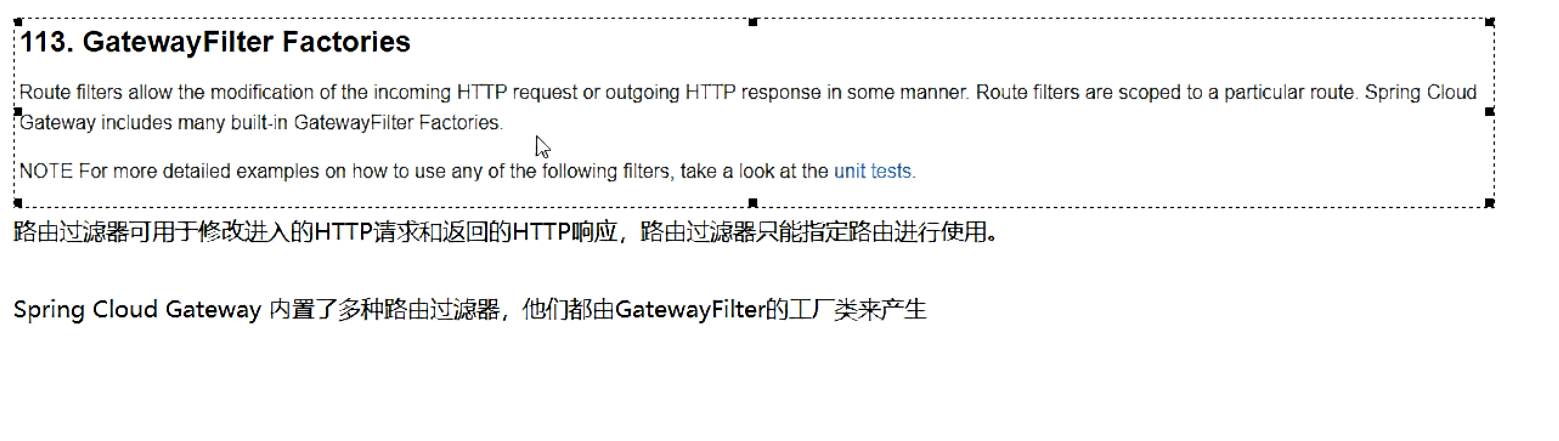 113. GatewayFilter Factories
Route filters allow the modification of the incoming HTTP request or outgoing HTTP response in some manner. Route filters are scoped to a particular route. Spring Cloud
Gateway includes many built-in GatewayFilter Factories.
NOTE For more detailed examples on how to use any of the following filters, take a look at the unit tests.
路由过滤器可用于修改进入的HTTP请求和返回的HTTP响应，路由过滤器只能指定路由进行使用。
Spring Cloud Gateway 内置了多种路由过滤器，他们都由GatewayFilter的工厂类来产生